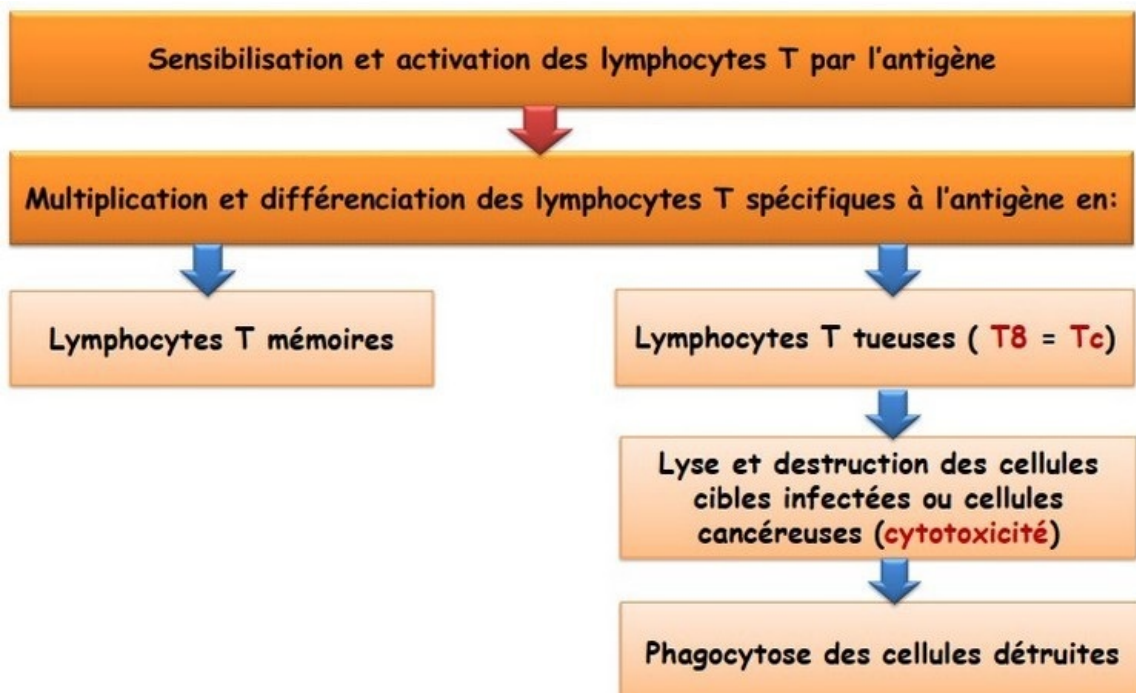 Sensibilisation et activation des lymphocytes T par l'antigène
Multiplication et différenciation des lymphocytes T spécifiques à l'antigène en:
Lymphocytes T mémoires
Lymphocytes T tueuses ( T8 = Tc)
Lyse et destruction des cellules
cibles infectées ou cellules
cancéreuses (cytotoxicité)
Phagocytose des cellules détruites